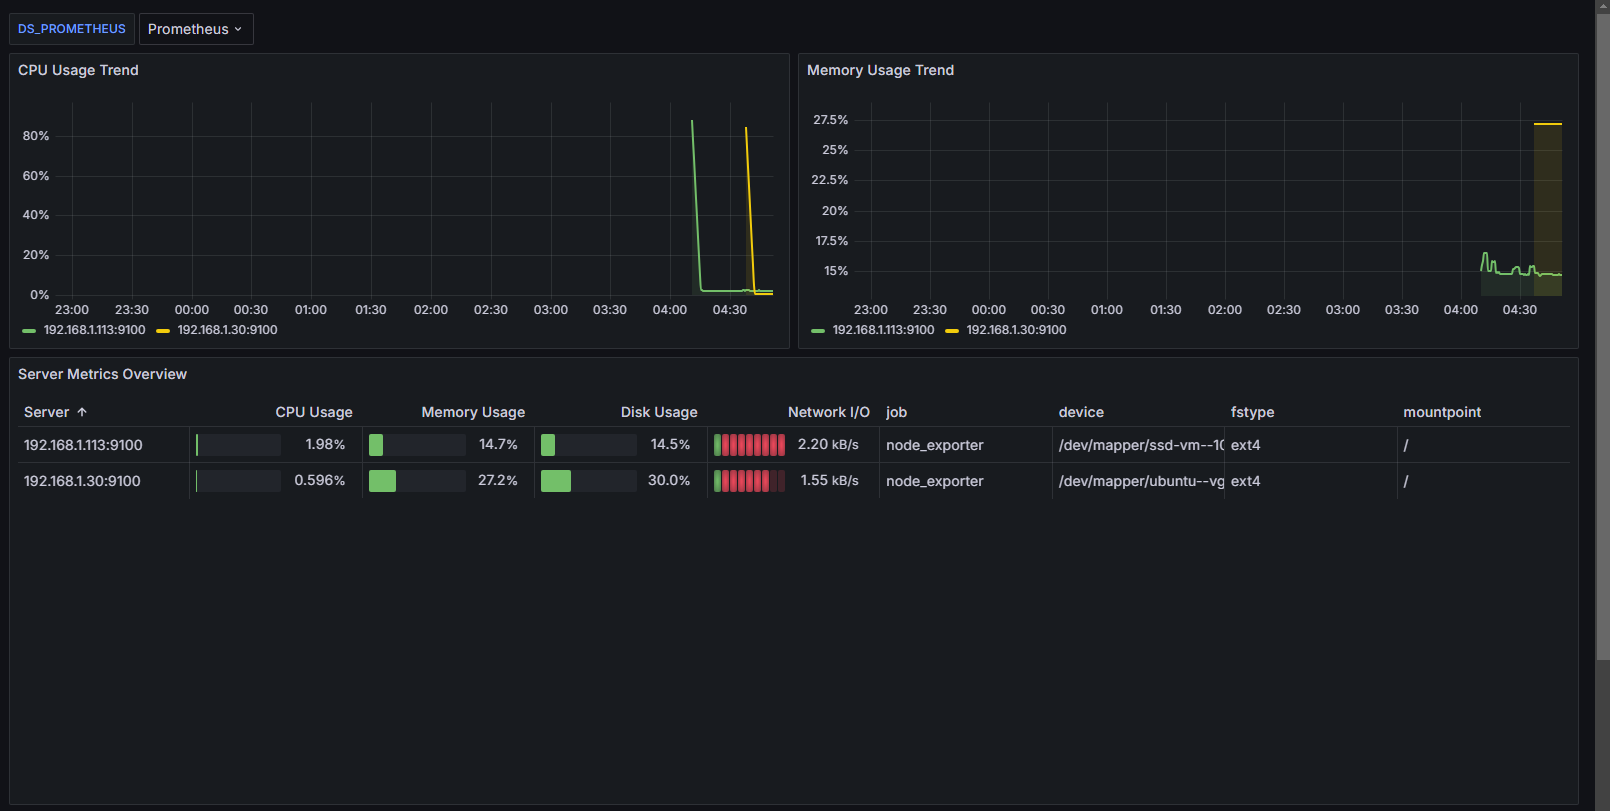 DS_PROMETHEUS Prometheus
CPU Usage Trend
80%
60%
40%
20%
0%
23:00 23:30 00:00 00:30 01:00 01:30 02:00 02:30 03:00 03:30 04:00 04:30
192.168.1.113:9100 192.168.1.30:9100
Memory Usage Trend
27.5%
25%
22.5%
20%
17.5%
15%
23:00 23:30 00:00 00:30 01:00 01:30 02:00 02:30 03:00 03:30 04:00 04:30
192.168.1.113:9100 192.168.1.30:9100
Server Metrics Overview
Server CPU Usage Memory Usage Disk Usage Network I/O job device fstype mountpoint
192.168.1.113:9100 1.98% 14.7% 14.5% 2.20 kB/s node_exporter /dev/mapper/ssd-vm--10 ext4 /
192.168.1.30:9100 0.596% 27.2% 30.0% 1.55 kB/s node_exporter /dev/mapper/ubuntu--vg ext4 /